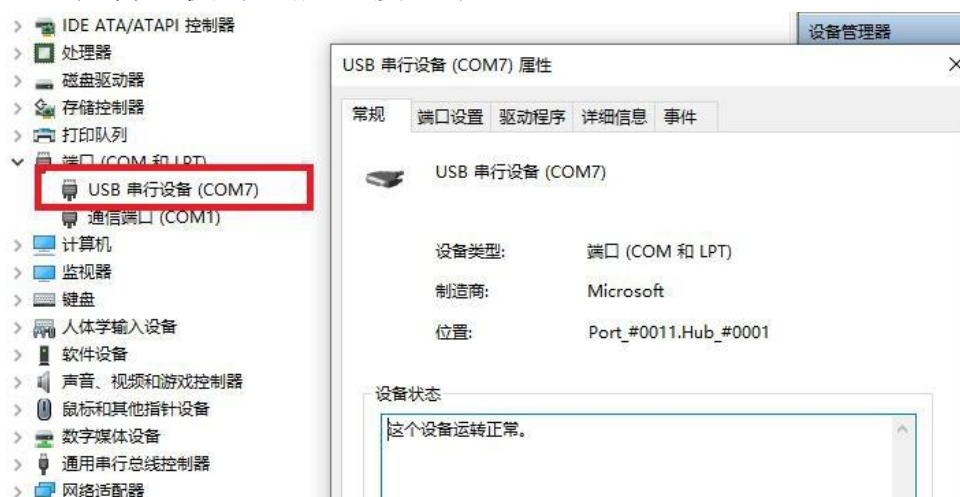 IDE ATA/ATAPI 控制器
处理器
磁盘驱动器
存储控制器
打印队列
端口 (COM 和 LPT)
USB 串行设备 (COM7)
通信端口 (COM1)
计算机
监视器
键盘
人体学输入设备
软件设备
声音、视频和游戏控制器
鼠标和其他指针设备
数字媒体设备
通用串行总线控制器
网络适配器
设备管理器
USB 串行设备 (COM7) 属性
常规 端口设置 驱动程序 详细信息 事件
USB 串行设备 (COM7)
设备类型: 端口 (COM 和 LPT)
制造商: Microsoft
位置: Port_#0011.Hub_#0001
设备状态
这个设备运转正常。